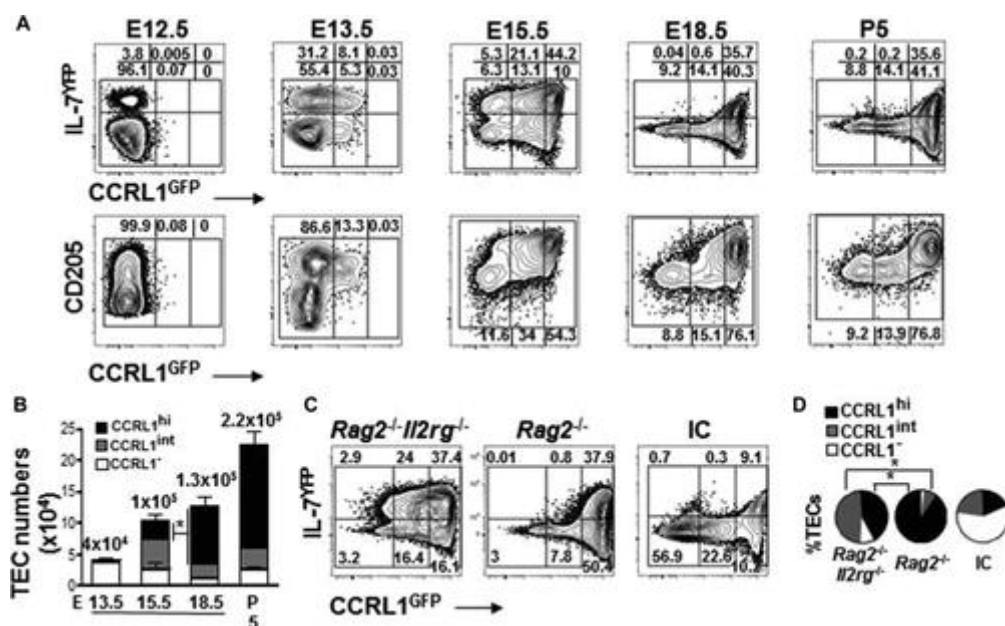 A
E12.5 E13.5 E15.5 E18.5 P5
3.8 0.005 0 31.2 8.1 0.03 5.3 21.1 44.2 0.04 0.6 35.7 0.2 0.2 35.6
96.1 0.07 0 55.4 5.3 0.03 6.3 13.1 10 9.2 14.1 40.3 8.8 14.1 41.1
IL-7YFP
CCRL1GFP
99.9 0.08 0 86.6 13.3 0.03
CD205
11.6 34 54.3 8.8 15.1 76.1 9.2 13.9 76.8
CCRL1GFP
B
CCRL1hi
CCRL1int
CCRL1-
TEC numbers
(x10⁴)
25
20
15
10
5
0
4x10⁴
1x10⁵
*
1.3x10⁵
2.2x10⁵
E 13.5 15.5 18.5 P
5
C
Rag2-/-Il2rg-/- Rag2-/- IC
2.9 24 37.4 0.01 0.8 37.9 0.7 0.3 9.1
IL-7YFP
3.2 16.4 16.1 3 7.8 50.4 56.9 22.6
CCRL1GFP
D
CCRL1hi
CCRL1int
CCRL1-
*
*
%TECs
Rag2-/- Rag2-/- IC
Il2rg-/-